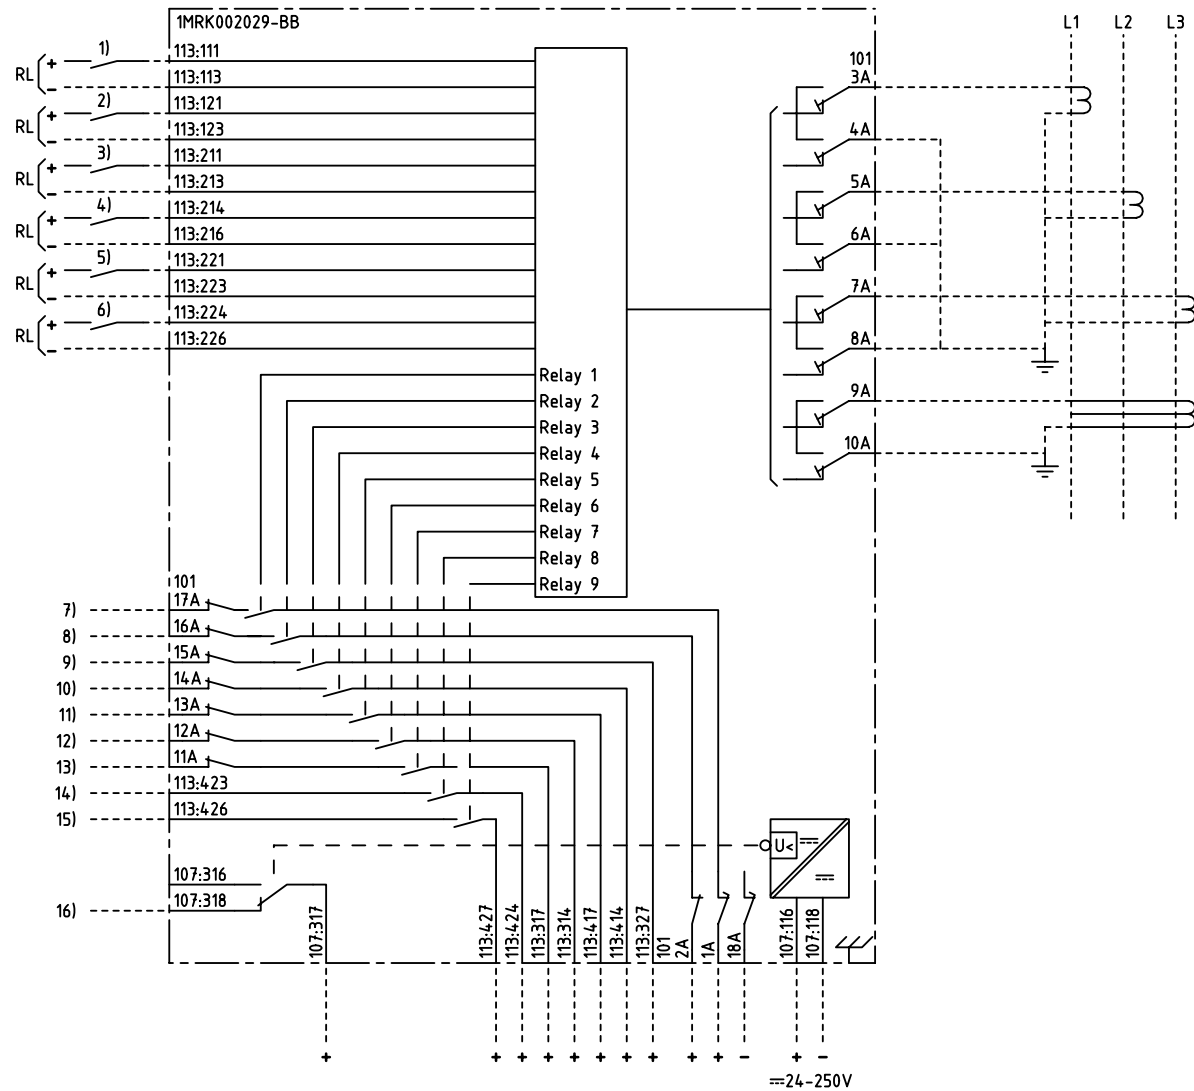 1MRK002029-BB
L1 L2 L3
1) 113:111
RL + - 113:113
2) 113:121
RL + - 113:123
3) 113:211
RL + - 113:213
4) 113:214
RL + - 113:216
5) 113:221
RL + - 113:223
6) 113:224
RL + - 113:226
101
3A
4A
5A
6A
7A
8A
9A
10A
Relay 1
Relay 2
Relay 3
Relay 4
Relay 5
Relay 6
Relay 7
Relay 8
Relay 9
101
7) 17A
8) 16A
9) 15A
10) 14A
11) 13A
12) 12A
13) 11A
14) 113:423
15) 113:426
U<
107:316
16) 107:318
107:317
113:427
113:424
113:317
113:314
113:417
113:414
113:327
101
2A
1A
18A
107:116
107:118
+ + + + + + + + + + - + -
24-250V